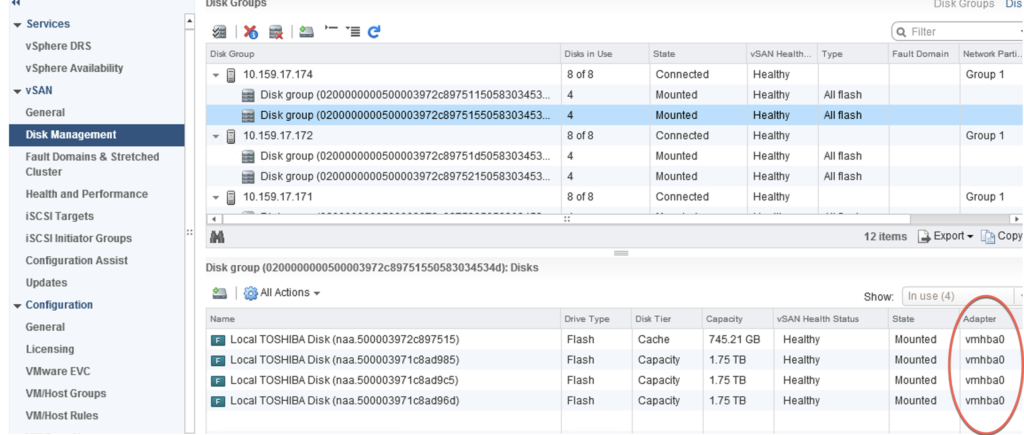 Disk Groups
Disk Groups Dis
Services
vSphere DRS
vSphere Availability
vSAN
General
Disk Management
Fault Domains & Stretched
Cluster
Health and Performance
iSCSI Targets
iSCSI Initiator Groups
Configuration Assist
Updates
Configuration
General
Licensing
VMware EVC
VM/Host Groups
VM/Host Rules
Filter
Disk Group Disks in Use State vSAN Health... Type Fault Domain Network Parti...
10.159.17.174 8 of 8 Connected Healthy Group 1
Disk group (0200000000500003972c8975115058303453... 4 Mounted Healthy All flash
Disk group (0200000000500003972c8975155058303453... 4 Mounted Healthy All flash
10.159.17.172 8 of 8 Connected Healthy Group 1
Disk group (0200000000500003972c89751d5058303453... 4 Mounted Healthy All flash
Disk group (0200000000500003972c8975215058303453... 4 Mounted Healthy All flash
10.159.17.171 8 of 8 Connected Healthy Group 1
12 items Export Copy
Disk group (0200000000500003972c89751550583034534d): Disks
All Actions
Show: In use (4)
Name Drive Type Disk Tier Capacity vSAN Health Status State Adapter
F Local TOSHIBA Disk (naa.500003972c897515) Flash Cache 745.21 GB Healthy Mounted vmhba0
F Local TOSHIBA Disk (naa.500003971c8ad985) Flash Capacity 1.75 TB Healthy Mounted vmhba0
F Local TOSHIBA Disk (naa.500003971c8ad9c5) Flash Capacity 1.75 TB Healthy Mounted vmhba0
F Local TOSHIBA Disk (naa.500003971c8ad96d) Flash Capacity 1.75 TB Healthy Mounted vmhba0